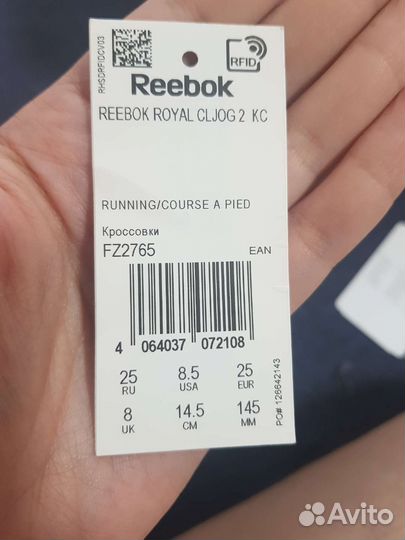 RHSDRFIDCV03
RFID
Reebok
REEBOK ROYAL CLJOG 2 KC
RUNNING/COURSE A PIED
Кроссовки
FZ2765
EAN
4 064037 072108
25 8.5 25
RU USA EUR
8 14.5 145
UK CM MM
PO# 126642143
Avito